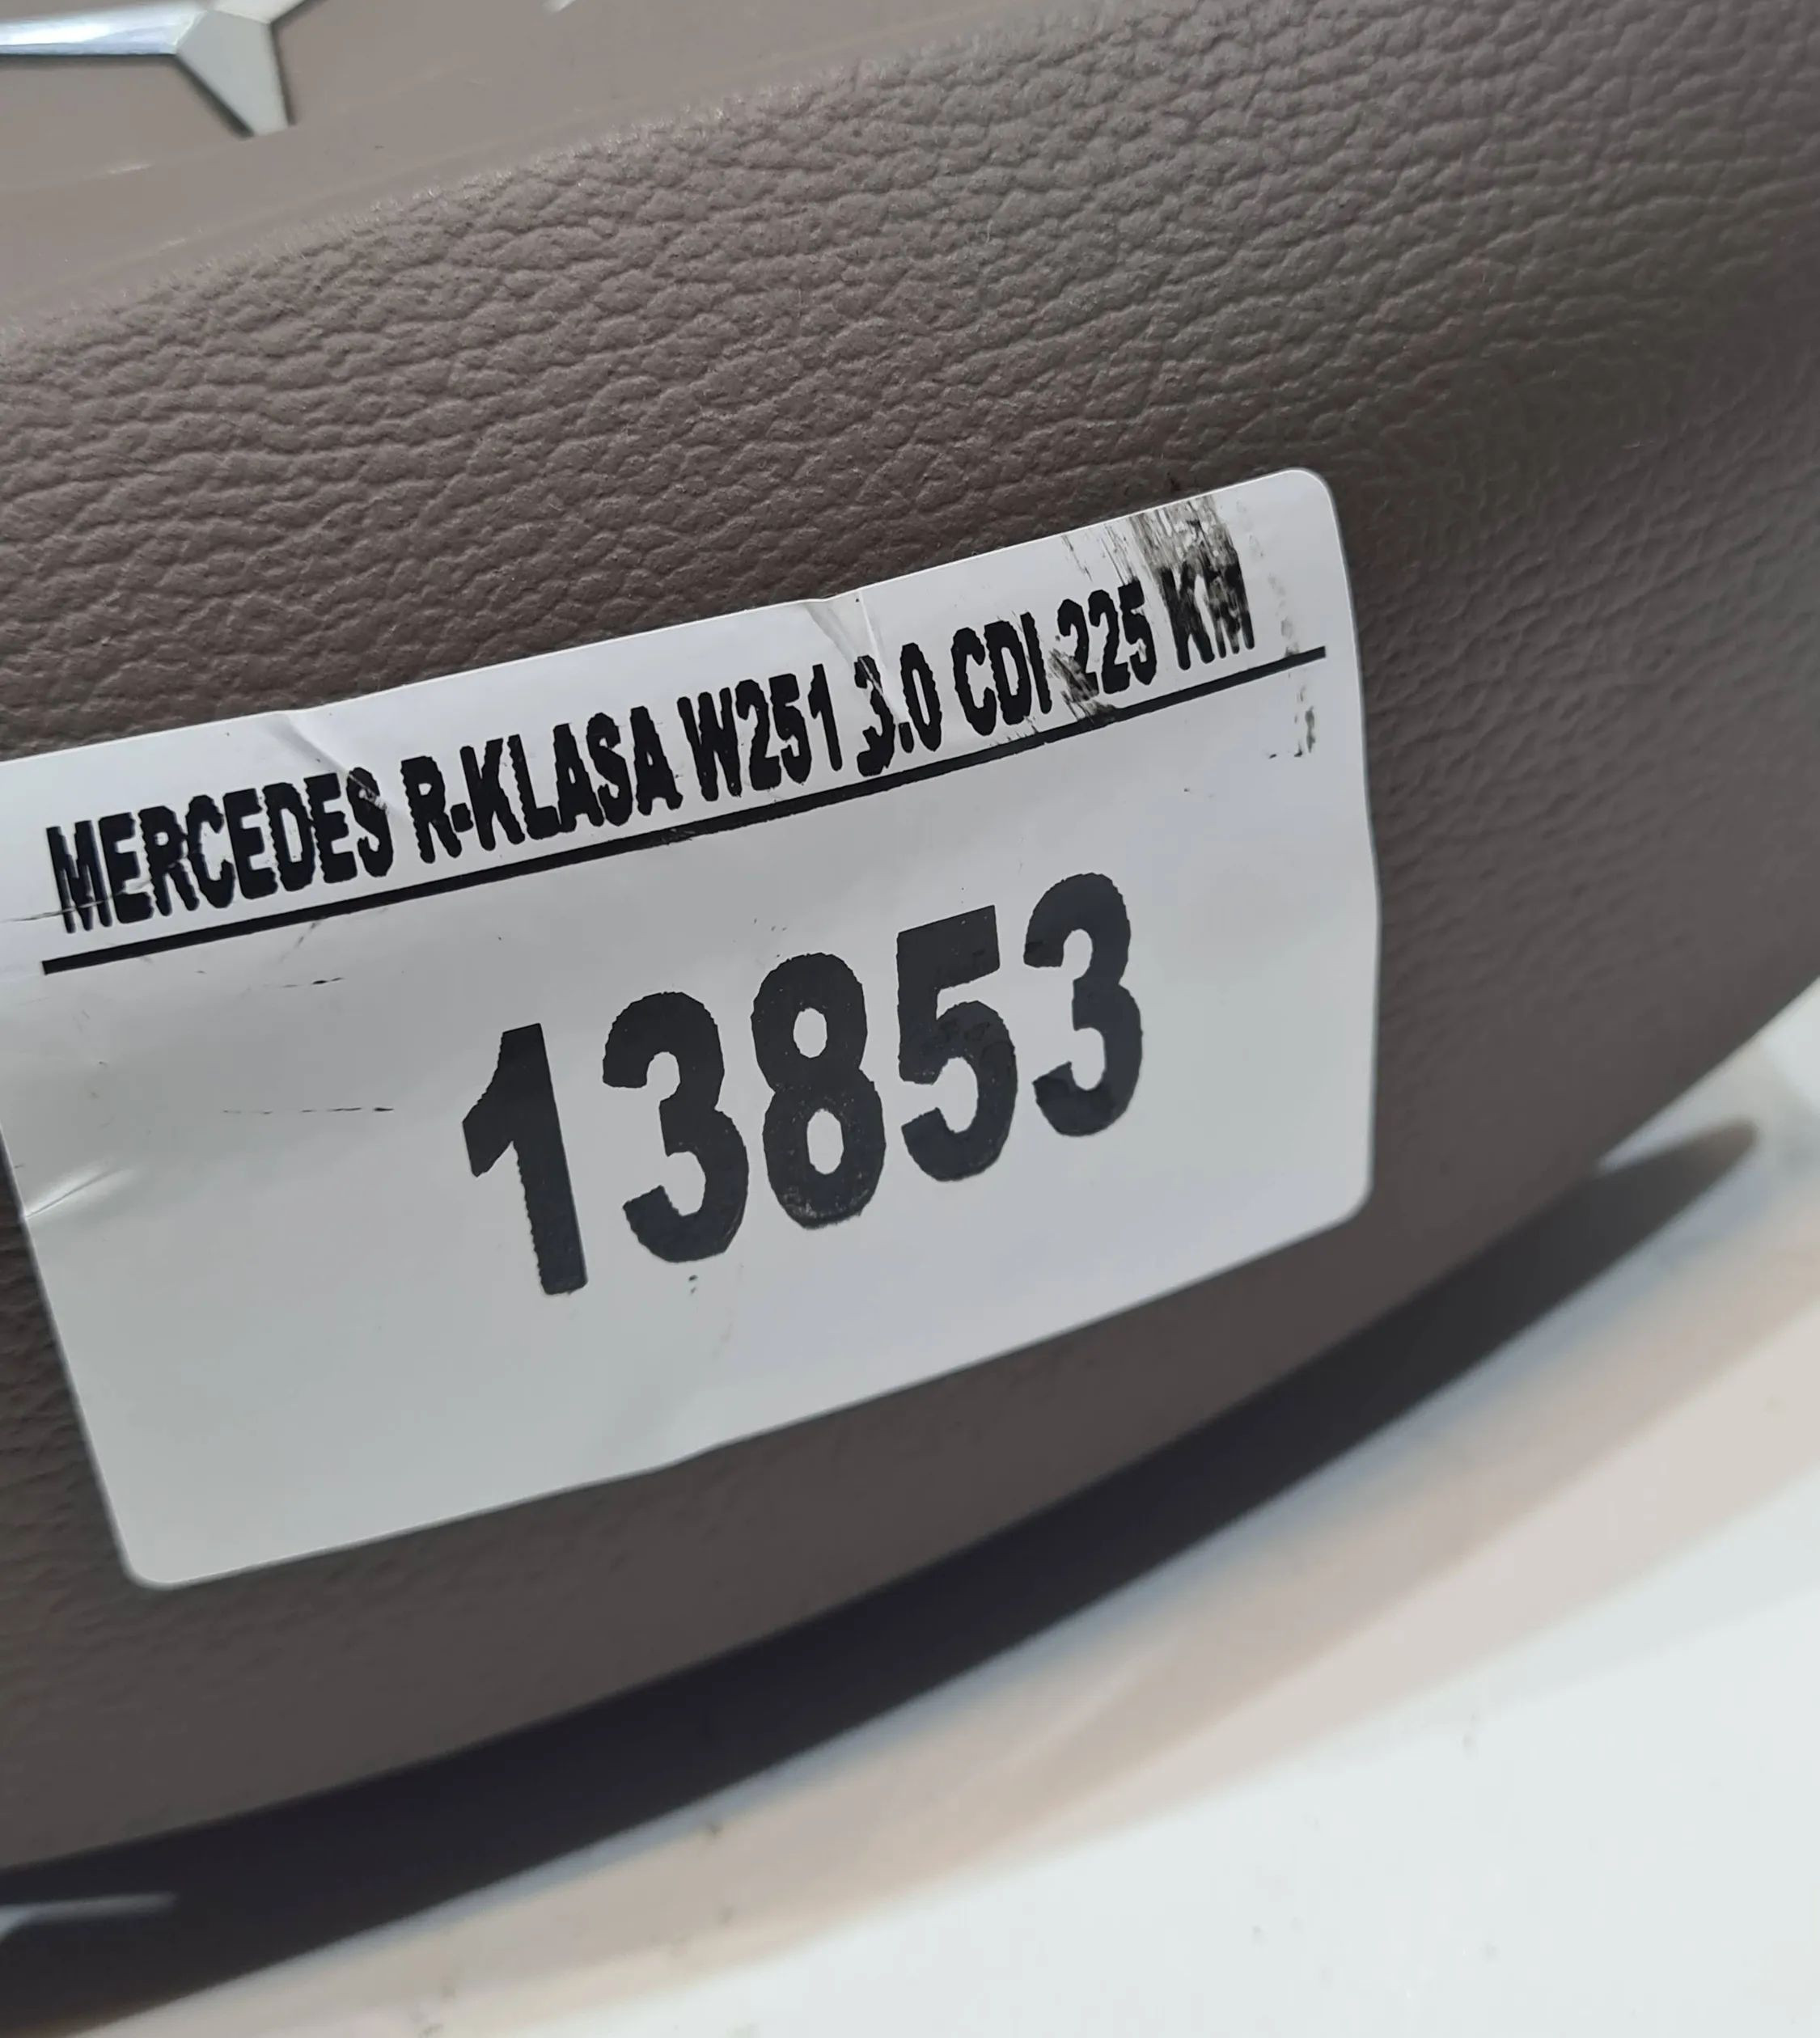 MERCEDES R-KLASA W251 3.0 CDI 225 KM
13853